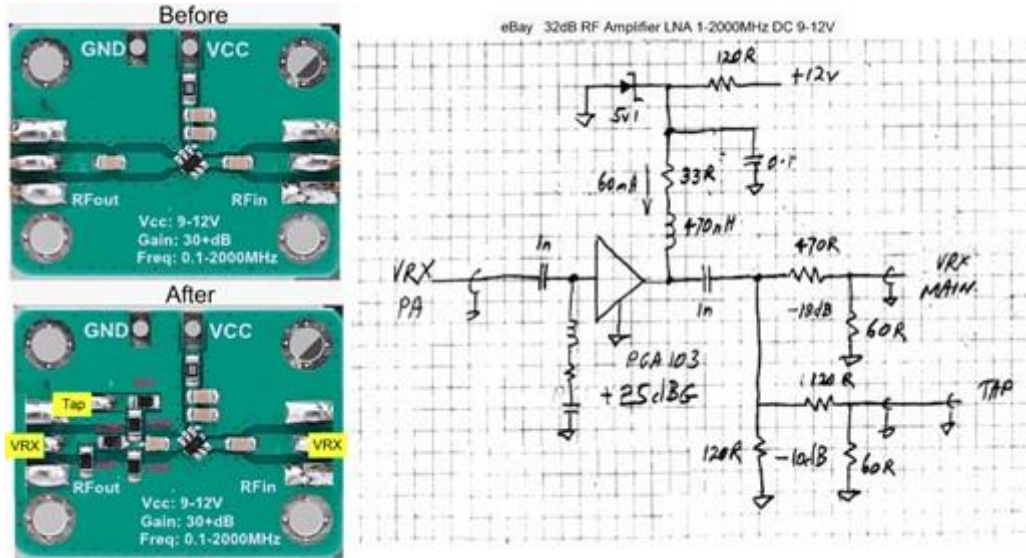 Before
GND
VCC
RFout
RFin
Vcc: 9-12V
Gain: 30+dB
Freq: 0.1-2000MHz
After
GND
VCC
Tap
VRX
VRX
RFout
RFin
Vcc: 9-12V
Gain: 30+dB
Freq: 0.1-2000MHz
eBay 32dB RF Amplifier LNA 1-2000MHz DC 9-12V
120R
+12v
5v1
60mA
33R
470nH
1n
1n
VRX
PA
PGA103
+25dBG
470R
-18dB
60R
VRX
MAIN
120R
TAP
120R
-10dB
60R